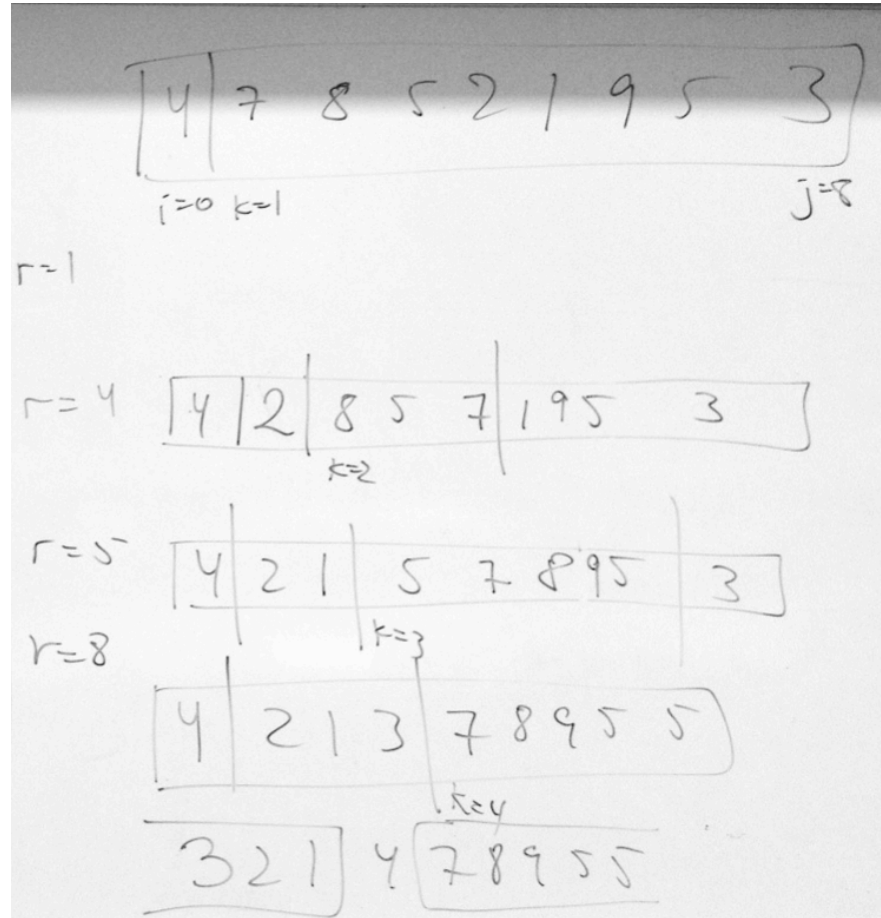 4 7 8 5 2 1 9 5 3
i=0 k=1 j=8
r=1
r=4 4 2 8 5 7 1 9 5 3
k=2
r=5 4 2 1 5 7 8 9 5 3
r=8 k=3
4 2 1 3 7 8 9 5 5
k=4
3 2 1 4 7 8 9 5 5